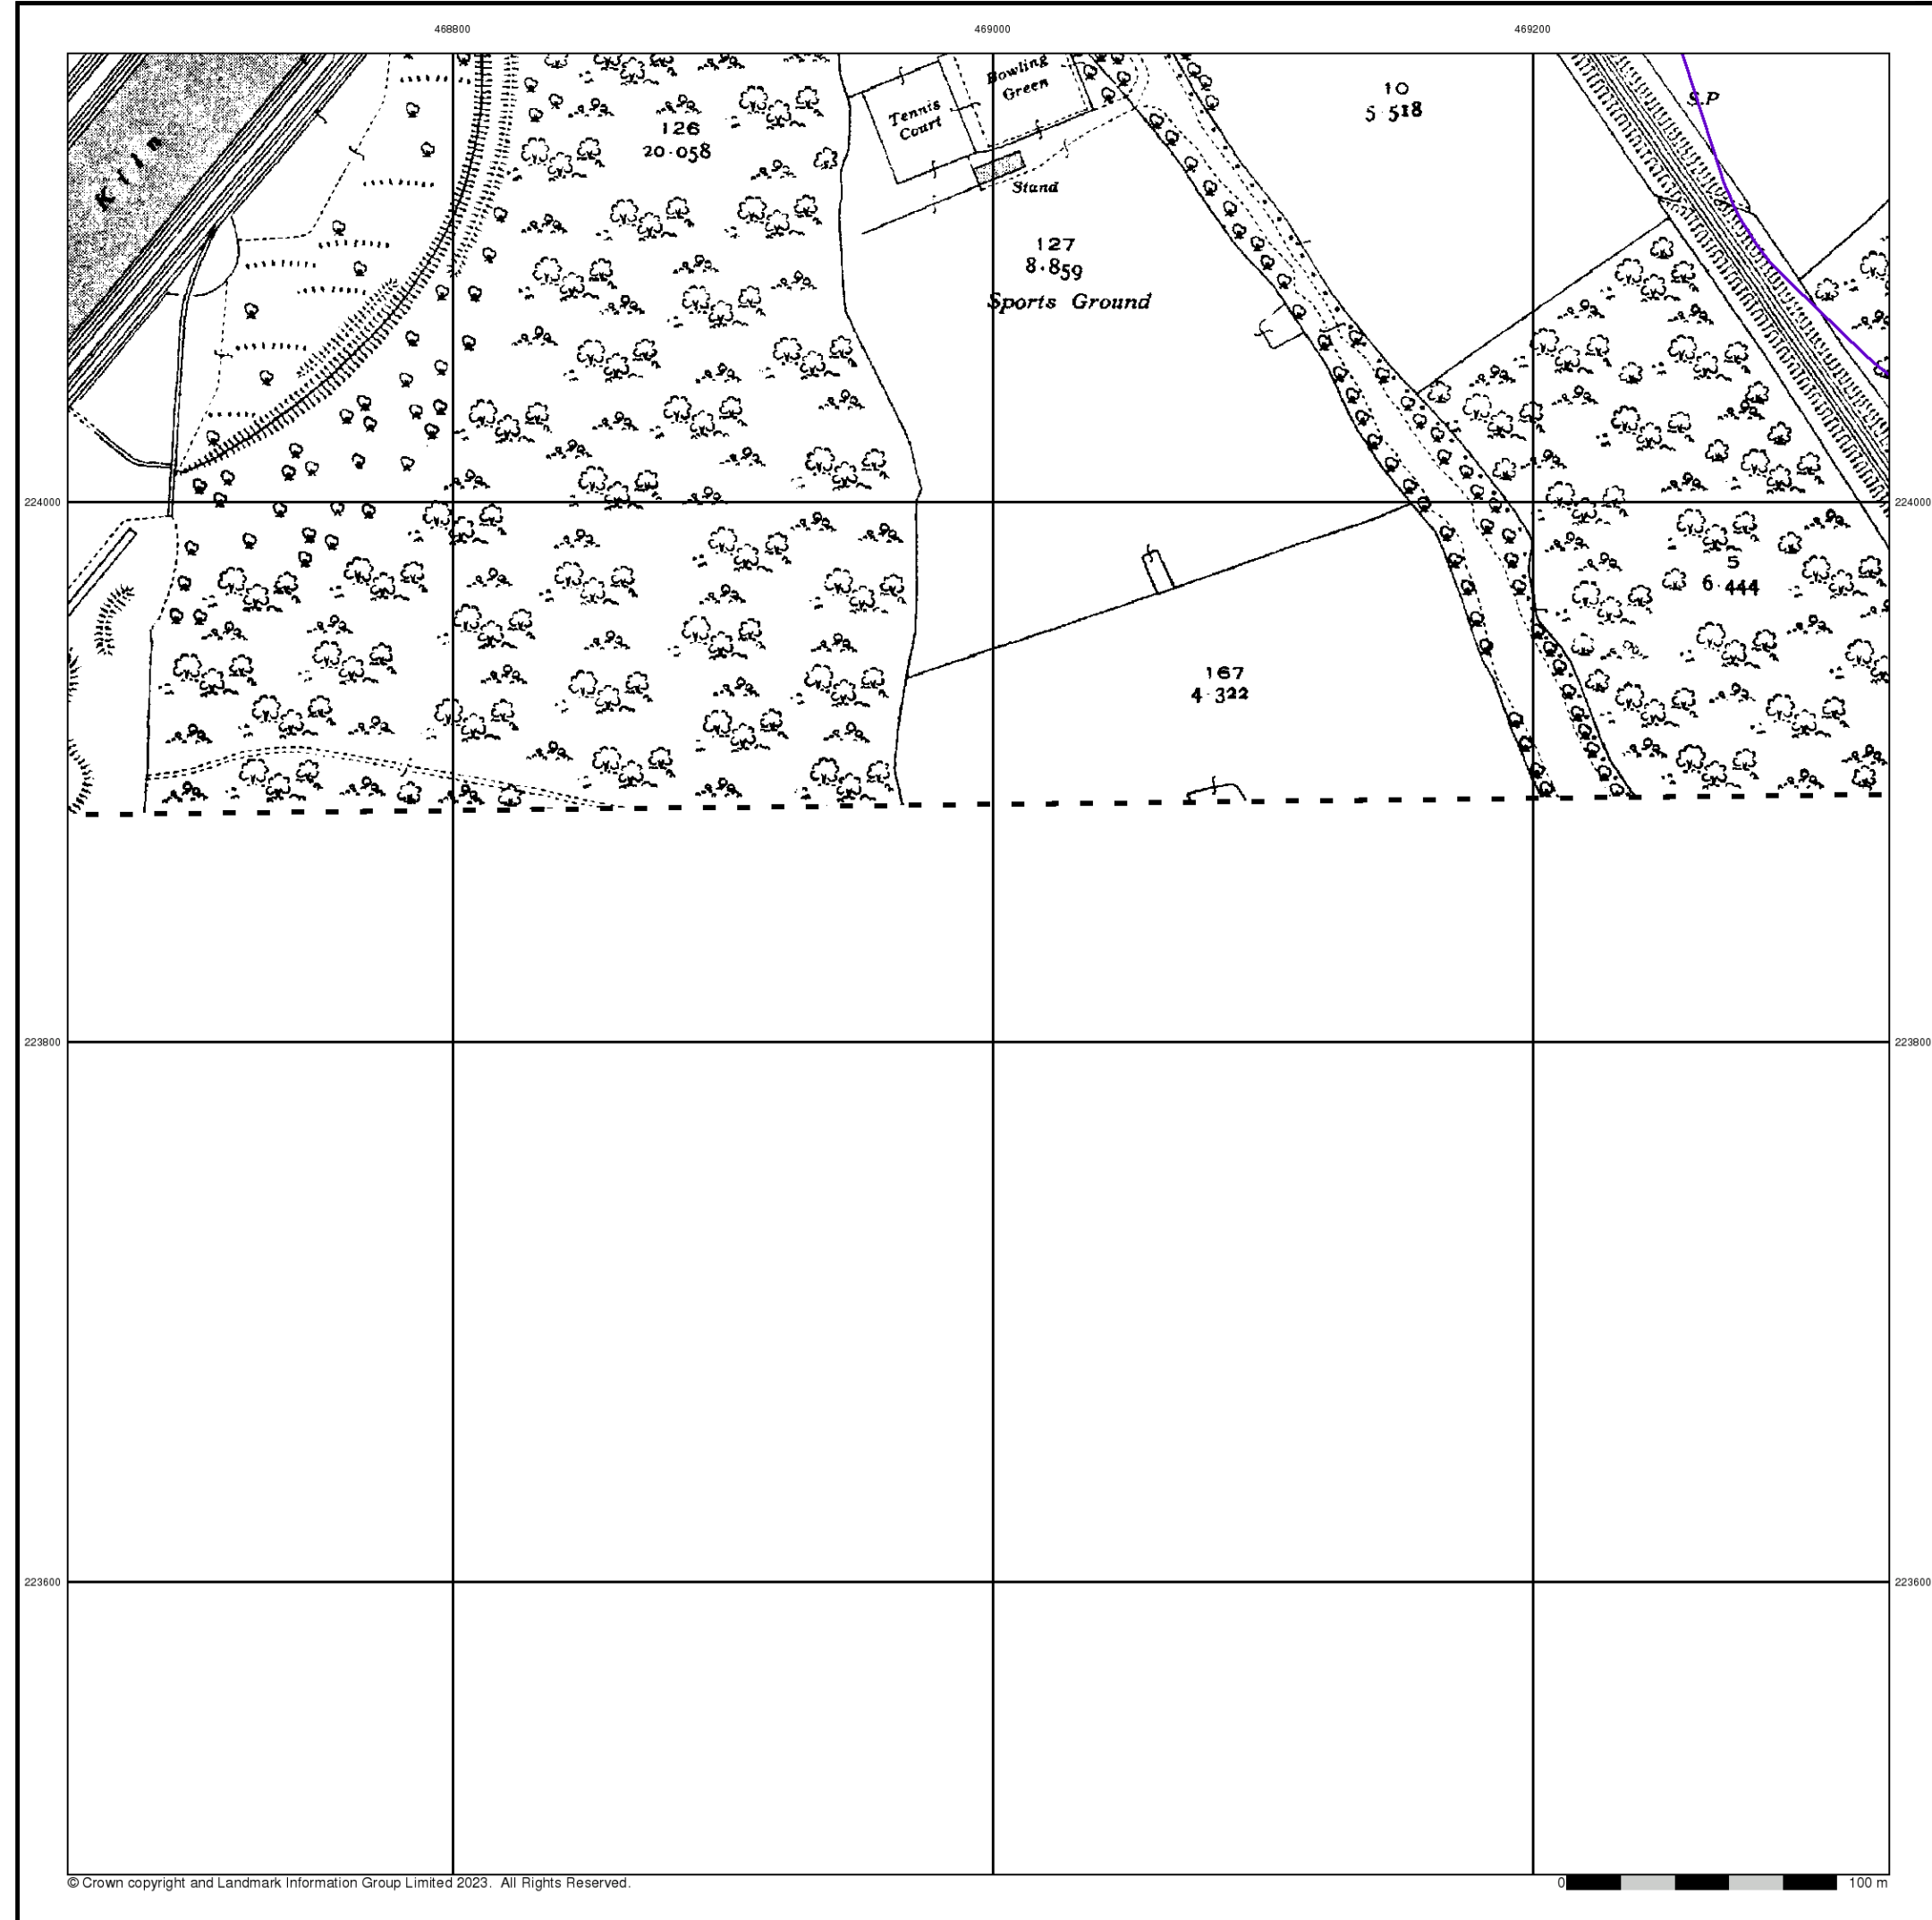 468800 469000 469200
Kiln
126
20·058
Tennis
Court
Bowling
Green
Stand
127
8·859
Sports Ground
10
5·518
S.P
224000 224000
5
6·444
167
4·322
223800 223800
223600 223600
© Crown copyright and Landmark Information Group Limited 2023. All Rights Reserved.
0 100 m